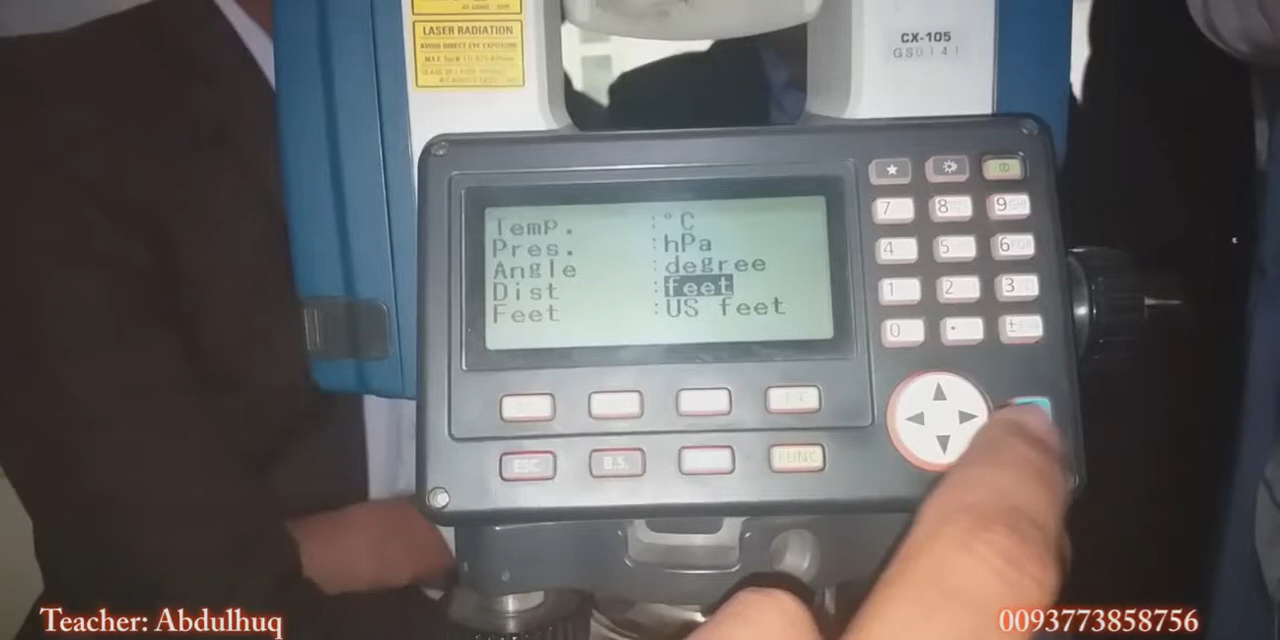 LASER RADIATION
AVOID DIRECT EYE EXPOSURE
CX-105
GS0141
Temp. :°C
Pres. :hPa
Angle :degree
Dist :feet
Feet :US feet
7 8 9
4 5 6
1 2 3
0 . ±
ESC B.S. FUNC
Teacher: Abdulhuq
0093773858756